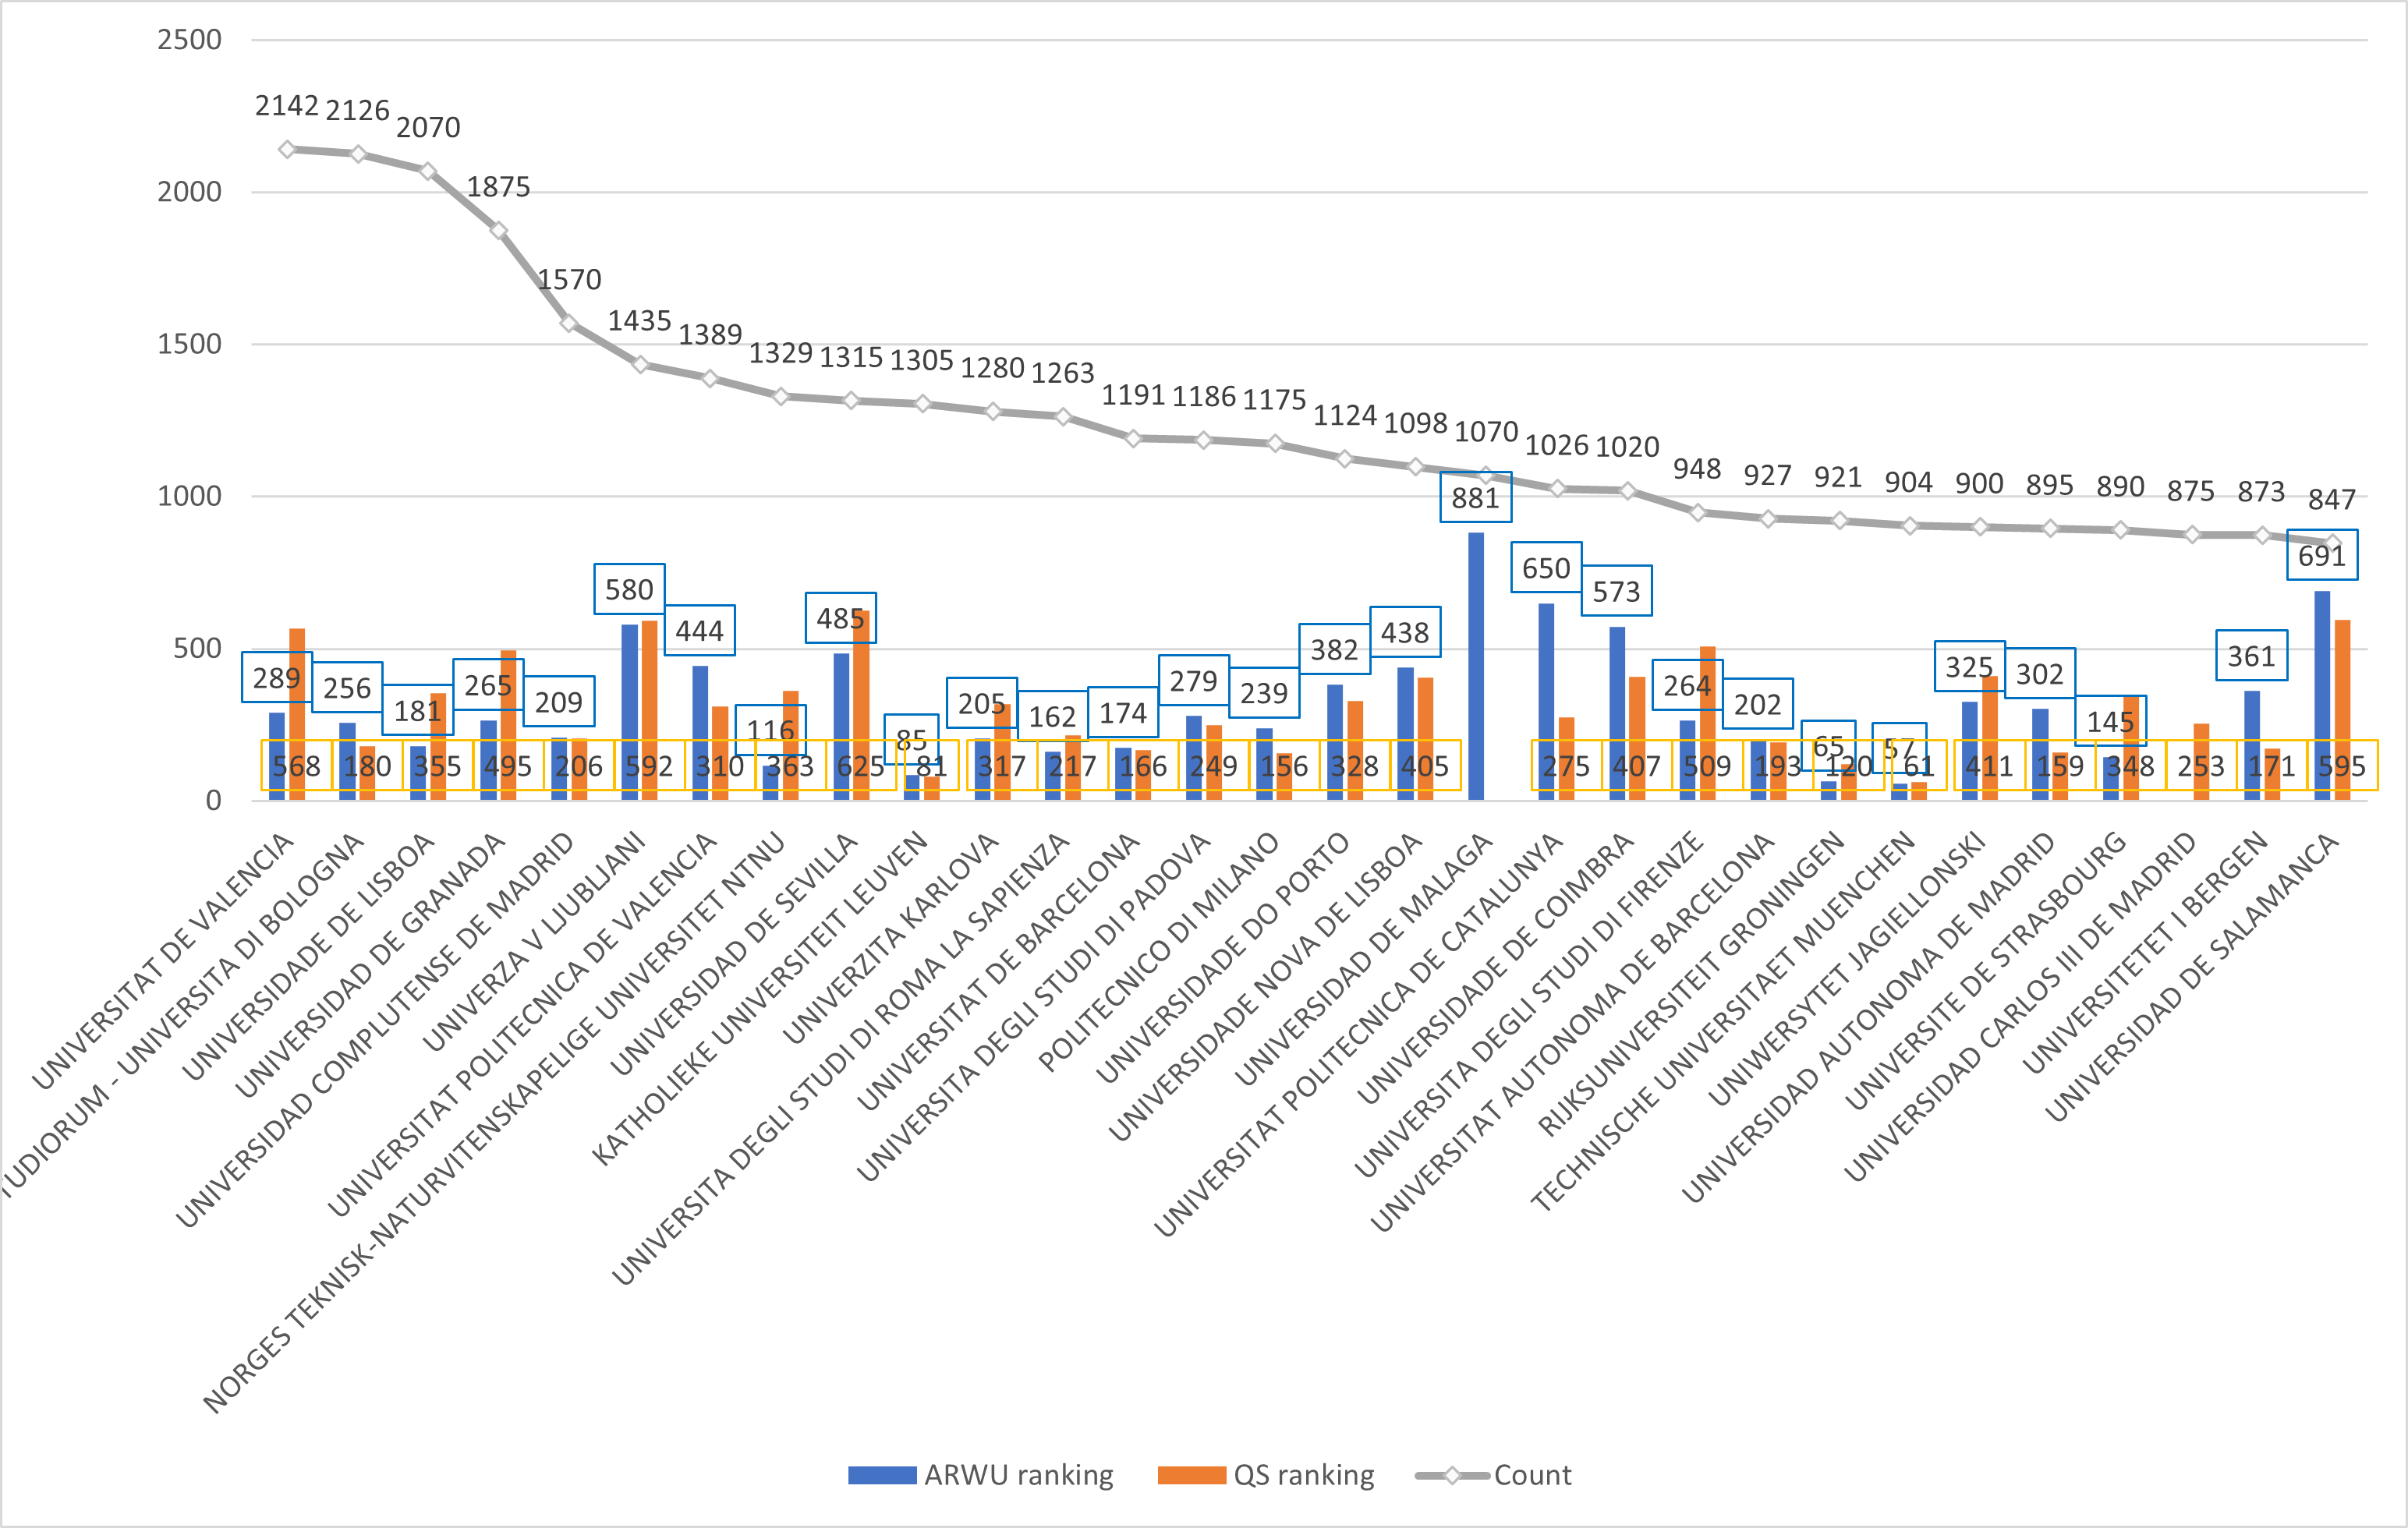 2500
2000
1500
1000
500
0
2142 2126 2070 1875 1570 1435 1389 1329 1315 1305 1280 1263 1191 1186 1175 1124 1098 1070 1026 1020 948 927 921 904 900 895 890 875 873 847
289 256 181 265 209 580 444 116 485 85 205 162 174 279 239 382 438 881 650 573 264 202 65 57 325 302 145 361 691
568 180 355 495 206 592 310 363 625 81 317 217 166 249 156 328 405 275 407 509 193 120 61 411 159 348 253 171 595
UNIVERSITAT DE VALENCIA
TUDIORUM - UNIVERSITA DI BOLOGNA
UNIVERSIDADE DE LISBOA
UNIVERSIDAD DE GRANADA
UNIVERSIDAD COMPLUTENSE DE MADRID
UNIVERZA V LJUBLJANI
UNIVERSITAT POLITECNICA DE VALENCIA
NORGES TEKNISK-NATURVITENSKAPELIGE UNIVERSITET NTNU
UNIVERSIDAD DE SEVILLA
KATHOLIEKE UNIVERSITEIT LEUVEN
UNIVERZITA KARLOVA
UNIVERSITA DEGLI STUDI DI ROMA LA SAPIENZA
UNIVERSITAT DE BARCELONA
UNIVERSITA DEGLI STUDI DI PADOVA
POLITECNICO DI MILANO
UNIVERSIDADE DO PORTO
UNIVERSIDADE NOVA DE LISBOA
UNIVERSIDAD DE MALAGA
UNIVERSITAT POLITECNICA DE CATALUNYA
UNIVERSIDADE DE COIMBRA
UNIVERSITA DEGLI STUDI DI FIRENZE
UNIVERSITAT AUTONOMA DE BARCELONA
RIJKSUNIVERSITEIT GRONINGEN
TECHNISCHE UNIVERSITAET MUENCHEN
UNIWERSYTET JAGIELLONSKI
UNIVERSIDAD AUTONOMA DE MADRID
UNIVERSITE DE STRASBOURG
UNIVERSIDAD CARLOS III DE MADRID
UNIVERSITETET I BERGEN
UNIVERSIDAD DE SALAMANCA
ARWU ranking QS ranking Count